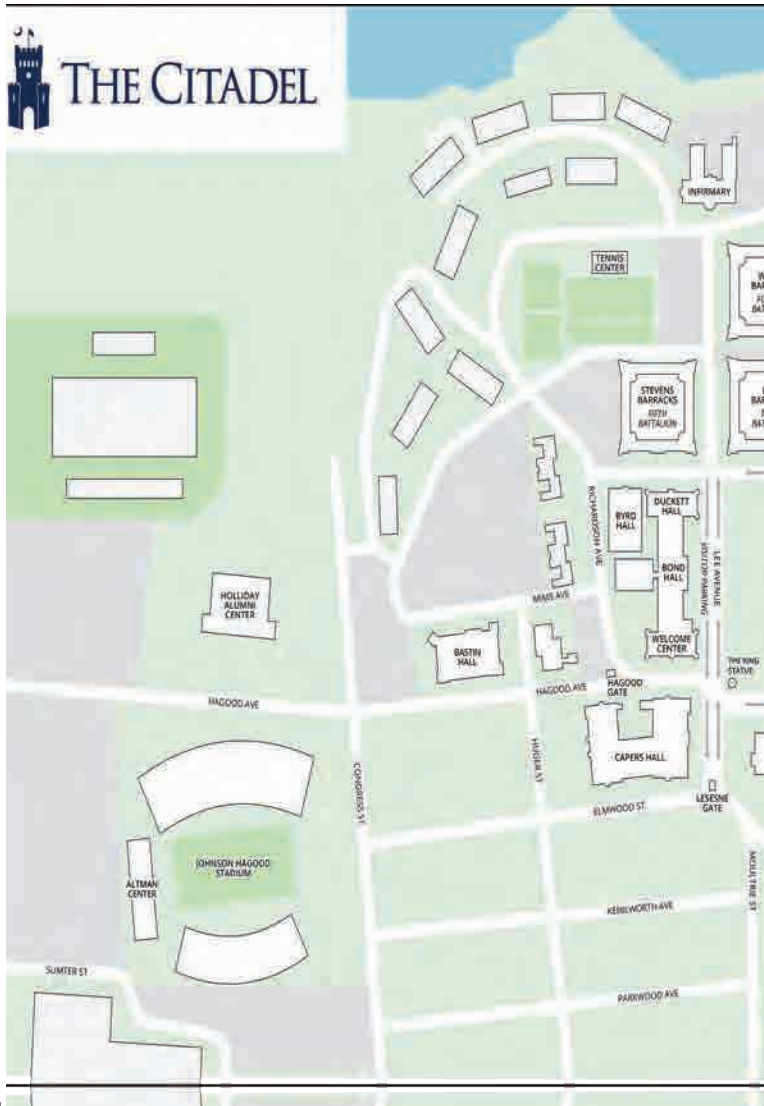 THE CITADEL
INFIRMARY
TENNIS
CENTER
STEVENS
BARRACKS
FIFTH
BATTALION
RICHARDSON AVE
BYRD
HALL
DUCKETT
HALL
BOND
HALL
LEE AVENUE
VISITOR PARKING
HOLLIDAY
ALUMNI
CENTER
MIMS AVE
BASTIN
HALL
WELCOME
CENTER
THE RING
STATUE
HAGOOD AVE
HAGOOD AVE
HAGOOD
GATE
CAPERS HALL
CONGRESS ST
HUGER ST
LESESNE
GATE
ELMWOOD ST
JOHNSON HAGOOD
STADIUM
ALTMAN
CENTER
MOULTRIE ST
KENILWORTH AVE
SUMTER ST
PARKWOOD AVE